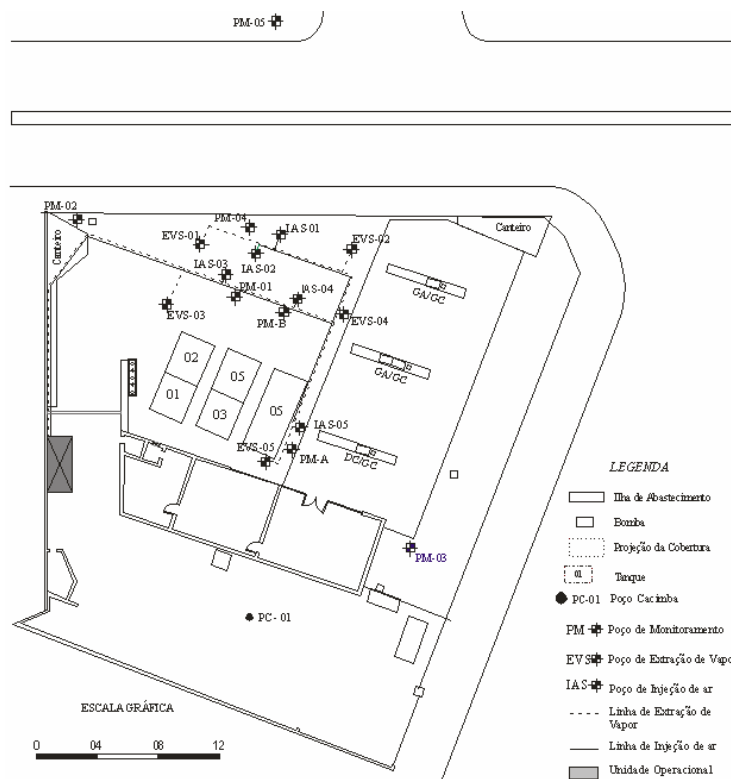 PM-05
PM-02
PM-04
IAS-01
EVS-01
EVS-02
Canteiro
Canteiro
IAS-03
IAS-02
GA/GC
PM-01
IAS-04
EVS-03
PM-B
EVS-04
02
05
GA/GC
01
03
05
IAS-05
EVS-05
PM-A
DC/GC
LEGENDA
Ilha de Abastecimento
Bomba
PM-03
Projeção da Cobertura
01 Tanque
PC-01 Poço Cacimba
PC-01
PM Poço de Monitoramento
EVS Poço de Extração de Vapo
IAS Poço de Injeção de ar
ESCALA GRÁFICA
Linha de Extração de
Vapor
0 04 08 12
Linha de Injeção de ar
Unidade Operacional